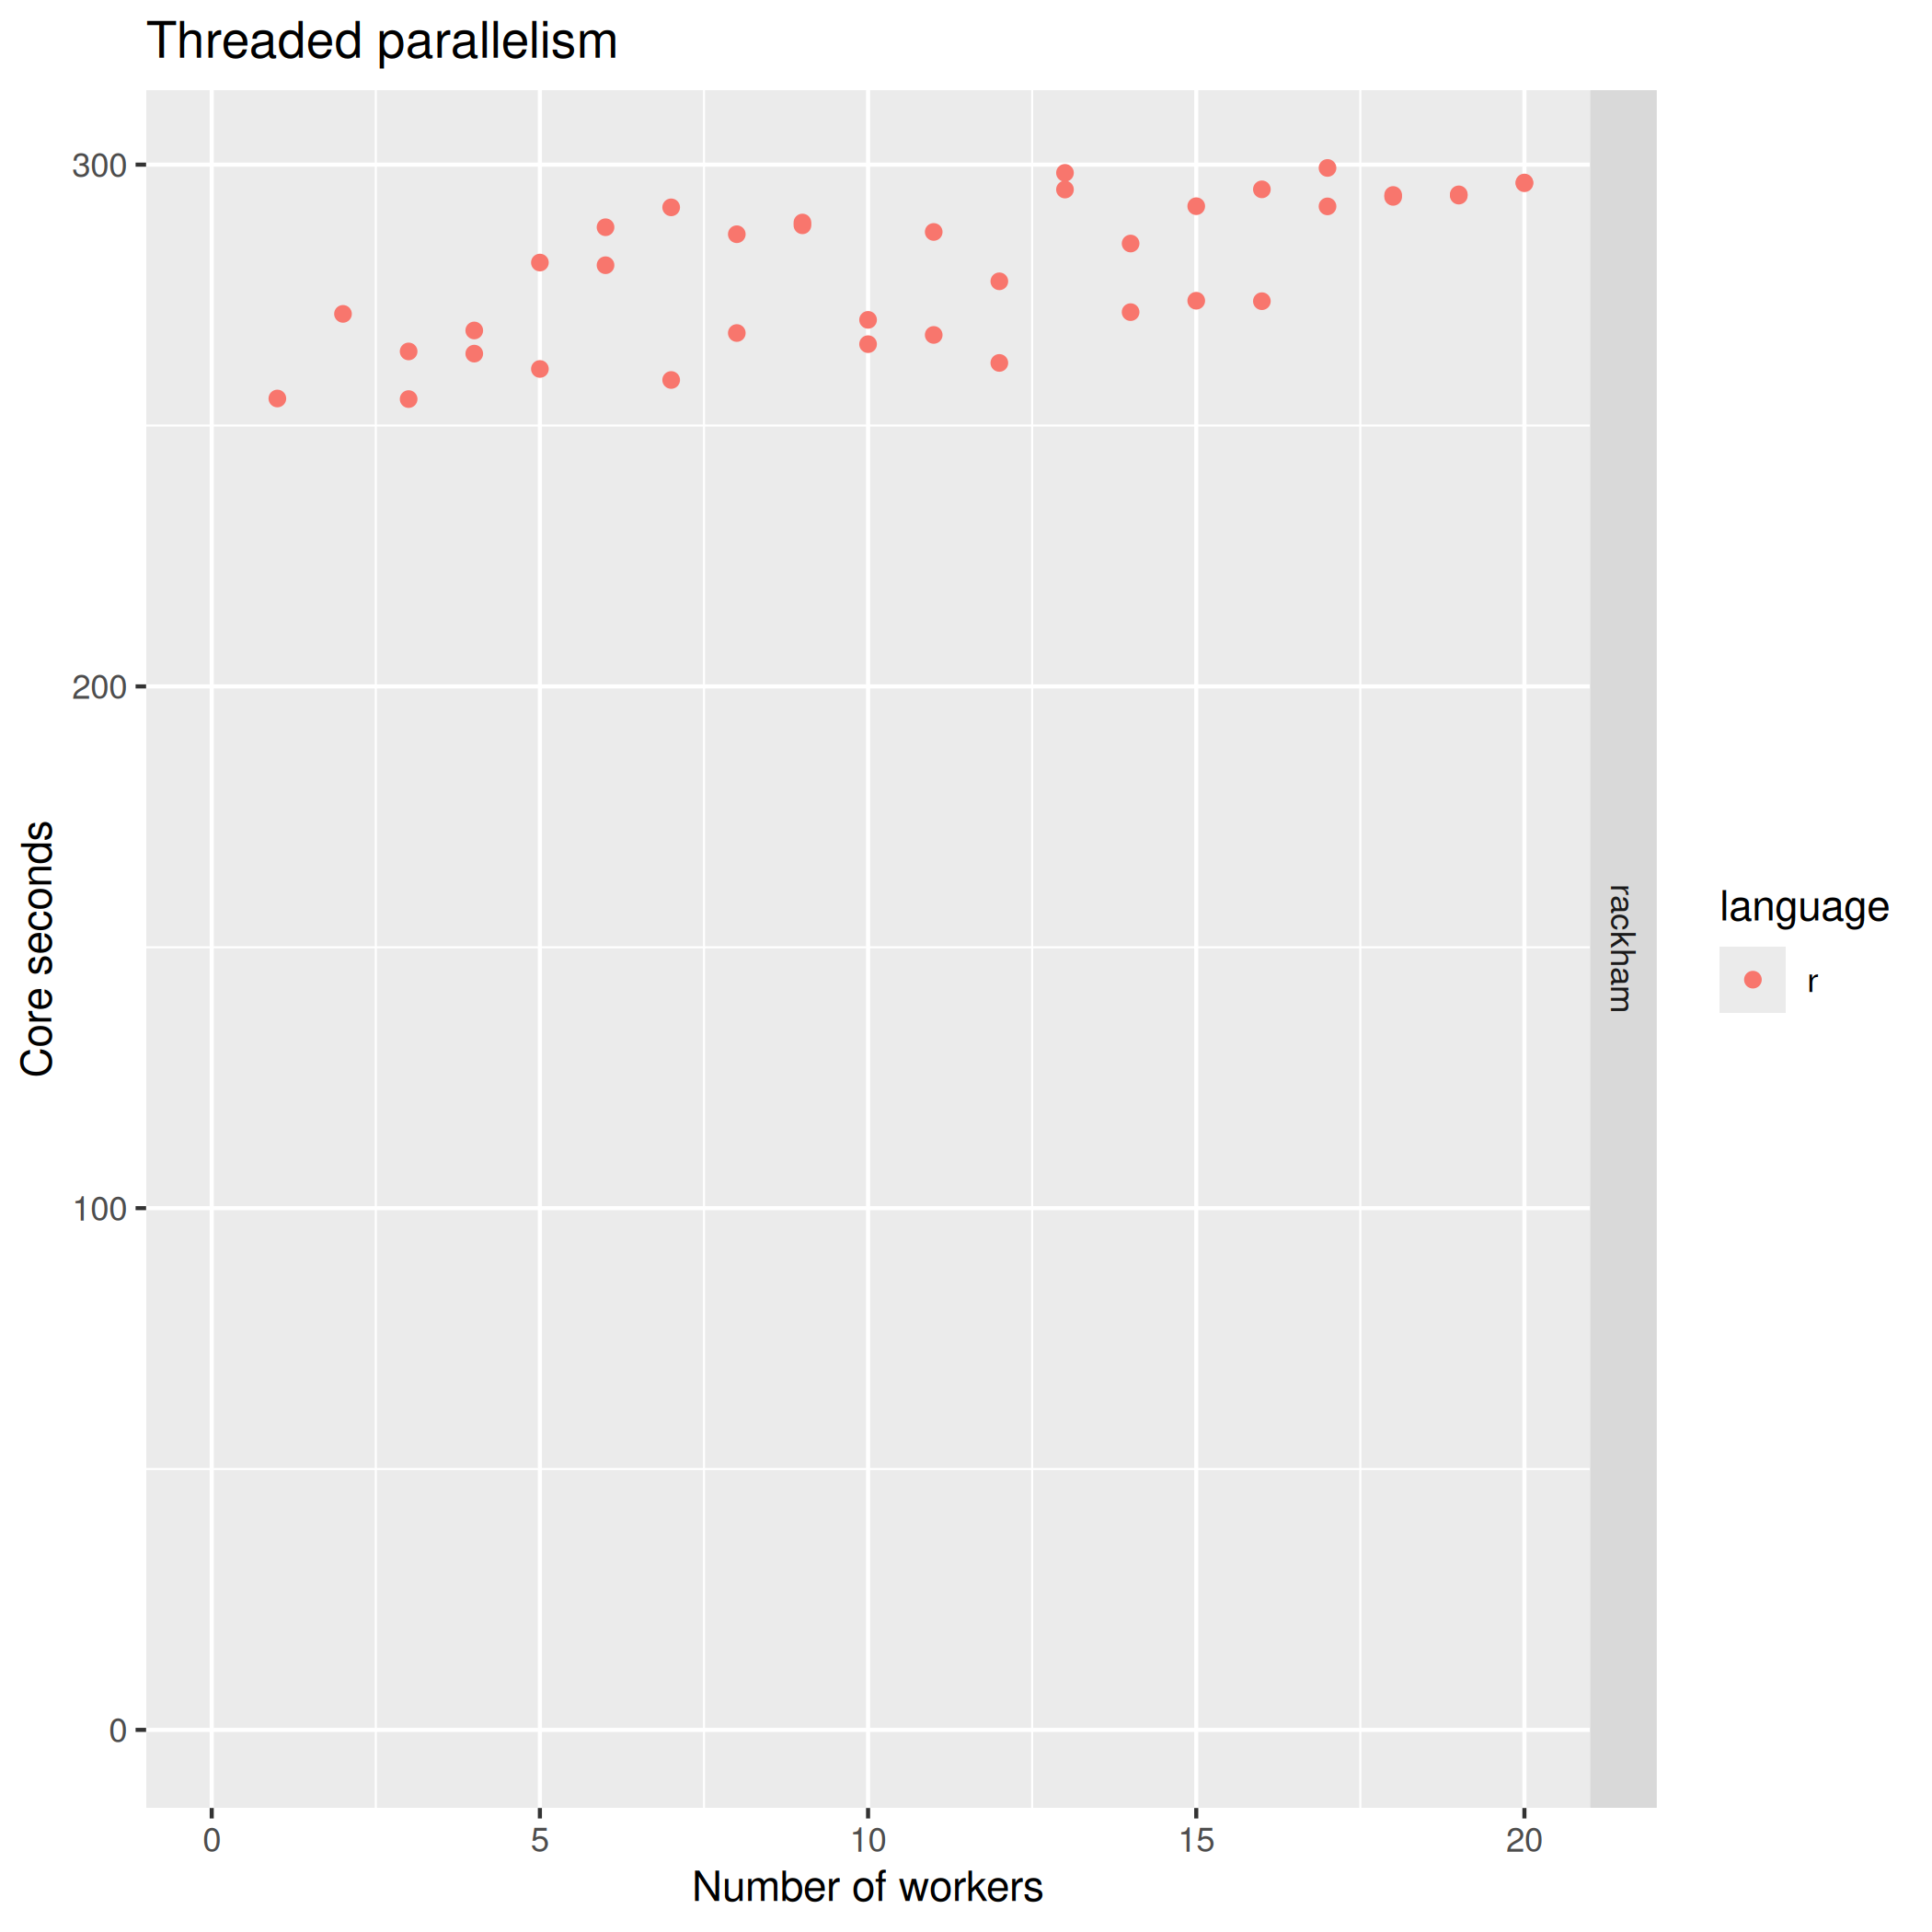 Threaded parallelism
300
200
100
0
Core seconds
0 5 10 15 20
Number of workers
rackham
language
r